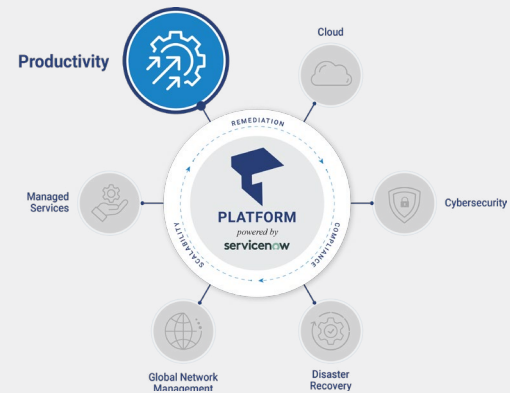 Cloud
Productivity
REMEDIATION
Managed
Services
PLATFORM
powered by
servicenow
Cybersecurity
SCALABILITY
COMPLIANCE
Global Network
Management
Disaster
Recovery